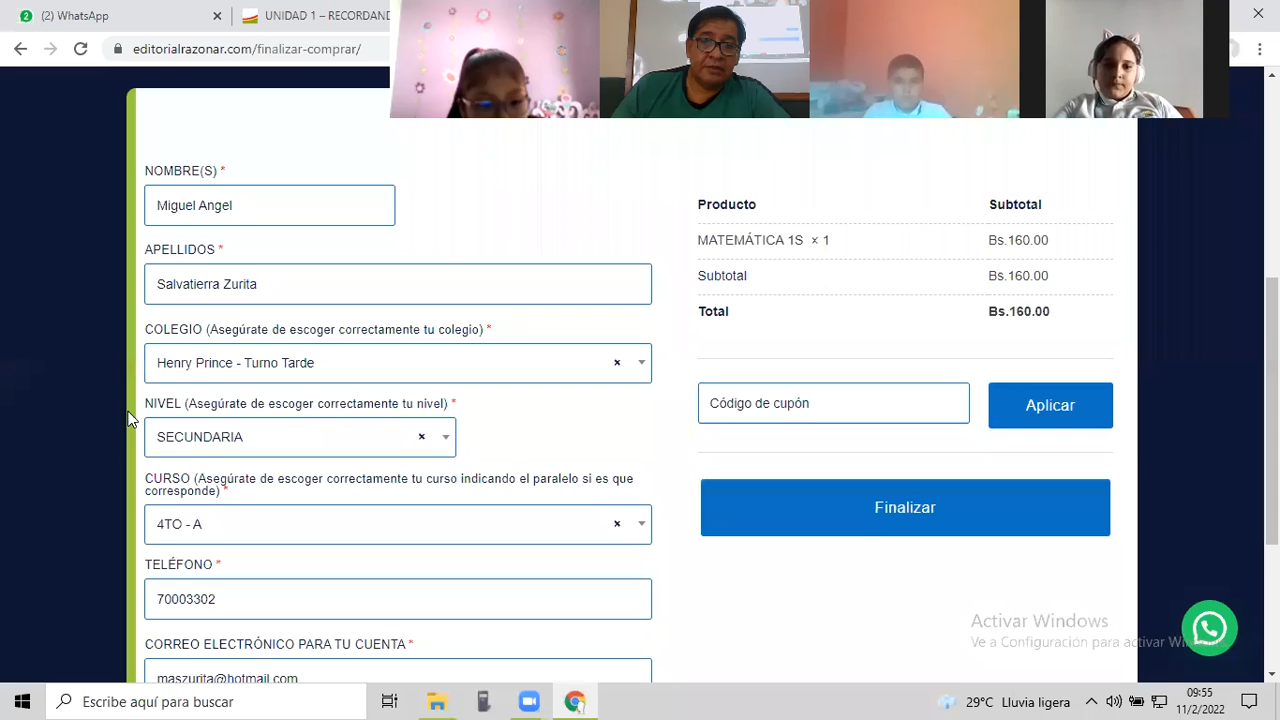 (2) WhatsApp
UNIDAD 1 – RECORDAND
editorialrazonar.com/finalizar-comprar/
NOMBRE(S) *
Miguel Angel
APELLIDOS *
Salvatierra Zurita
COLEGIO (Asegúrate de escoger correctamente tu colegio) *
Henry Prince - Turno Tarde
NIVEL (Asegúrate de escoger correctamente tu nivel) *
SECUNDARIA
CURSO (Asegúrate de escoger correctamente tu curso indicando el paralelo si es que
corresponde) *
4TO - A
TELÉFONO *
70003302
CORREO ELECTRÓNICO PARA TU CUENTA *
maszurita@hotmail.com
Producto Subtotal
MATEMÁTICA 1S × 1 Bs.160.00
Subtotal Bs.160.00
Total Bs.160.00
Código de cupón
Aplicar
Finalizar
Activar Windows
Ve a Configuración para activar
Escribe aquí para buscar
29°C Lluvia ligera
09:55
11/2/2022